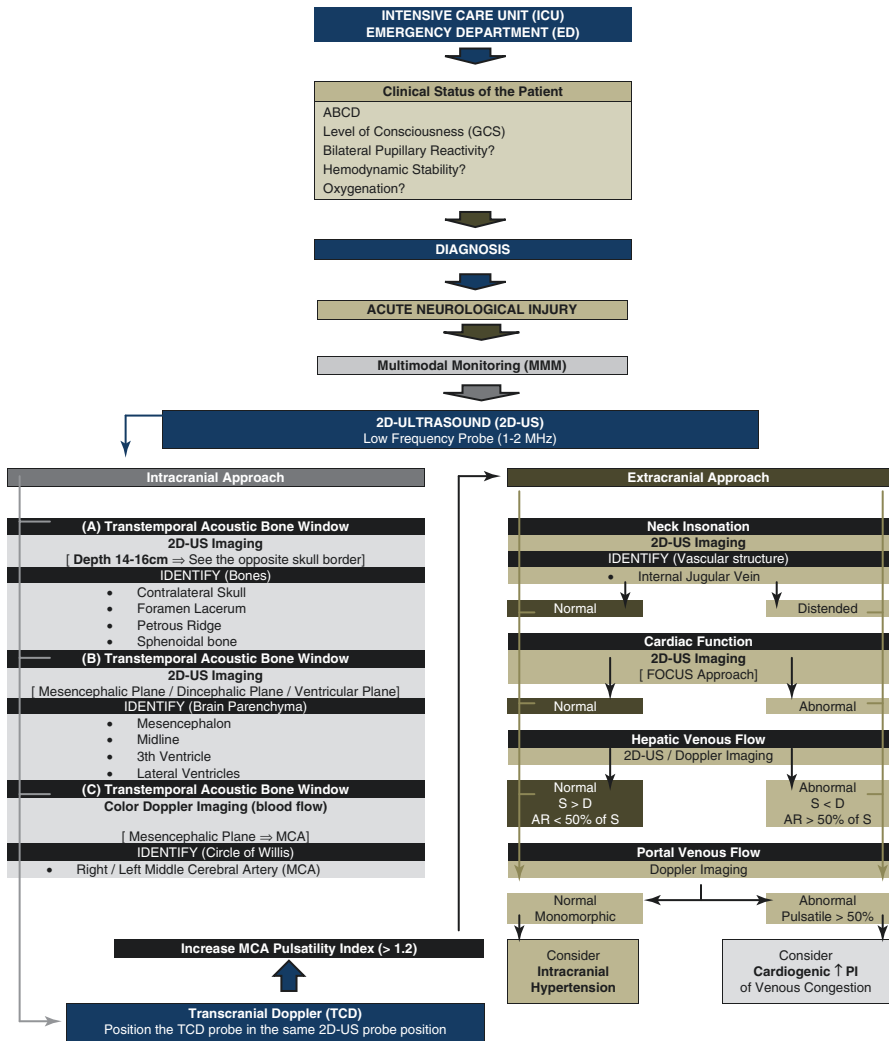 INTENSIVE CARE UNIT (ICU)
EMERGENCY DEPARTMENT (ED)
Clinical Status of the Patient
ABCD
Level of Consciousness (GCS)
Bilateral Pupillary Reactivity?
Hemodynamic Stability?
Oxygenation?
DIAGNOSIS
ACUTE NEUROLOGICAL INJURY
Multimodal Monitoring (MMM)
2D-ULTRASOUND (2D-US)
Low Frequency Probe (1-2 MHz)
Intracranial Approach
(A) Transtemporal Acoustic Bone Window
2D-US Imaging
[ Depth 14-16cm ⇒ See the opposite skull border]
IDENTIFY (Bones)
• Contralateral Skull
• Foramen Lacerum
• Petrous Ridge
• Sphenoidal bone
(B) Transtemporal Acoustic Bone Window
2D-US Imaging
[ Mesencephalic Plane / Dincephalic Plane / Ventricular Plane]
IDENTIFY (Brain Parenchyma)
• Mesencephalon
• Midline
• 3th Ventricle
• Lateral Ventricles
(C) Transtemporal Acoustic Bone Window
Color Doppler Imaging (blood flow)
[ Mesencephalic Plane ⇒ MCA]
IDENTIFY (Circle of Willis)
• Right / Left Middle Cerebral Artery (MCA)
Increase MCA Pulsatility Index (> 1.2)
Transcranial Doppler (TCD)
Position the TCD probe in the same 2D-US probe position
Extracranial Approach
Neck Insonation
2D-US Imaging
IDENTIFY (Vascular structure)
• Internal Jugular Vein
Normal
Distended
Cardiac Function
2D-US Imaging
[ FOCUS Approach]
Normal
Abnormal
Hepatic Venous Flow
2D-US / Doppler Imaging
Normal
S > D
AR < 50% of S
Abnormal
S < D
AR > 50% of S
Portal Venous Flow
Doppler Imaging
Normal
Monomorphic
Abnormal
Pulsatile > 50%
Consider
Intracranial
Hypertension
Consider
Cardiogenic ↑ PI
of Venous Congestion